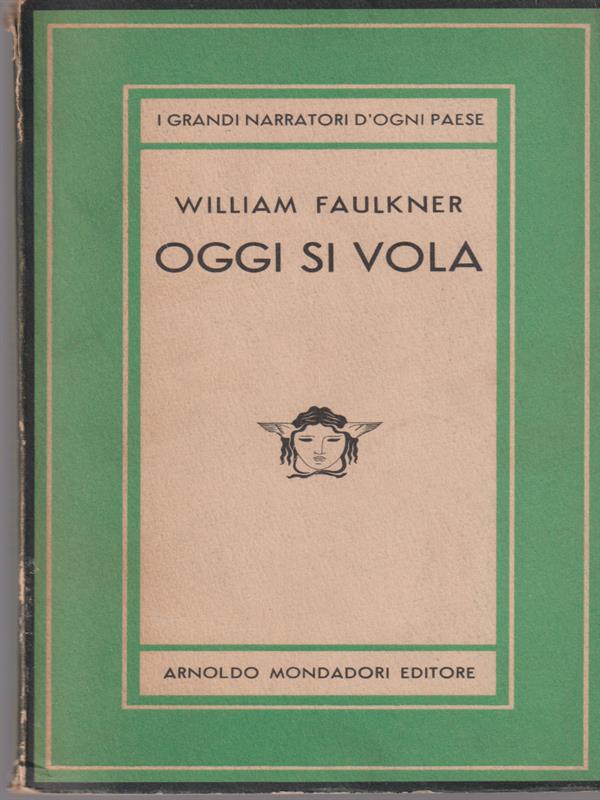 I GRANDI NARRATORI D'OGNI PAESE
WILLIAM FAULKNER
OGGI SI VOLA
ARNOLDO MONDADORI EDITORE